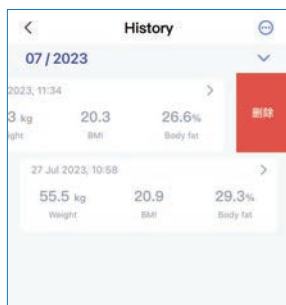 History
07 / 2023
2023, 11:34
3 kg 20.3 26.6%
ight BMI Body fat
删除
27 Jul 2023, 10:58
55.5 kg 20.9 29.3%
Weight BMI Body fat